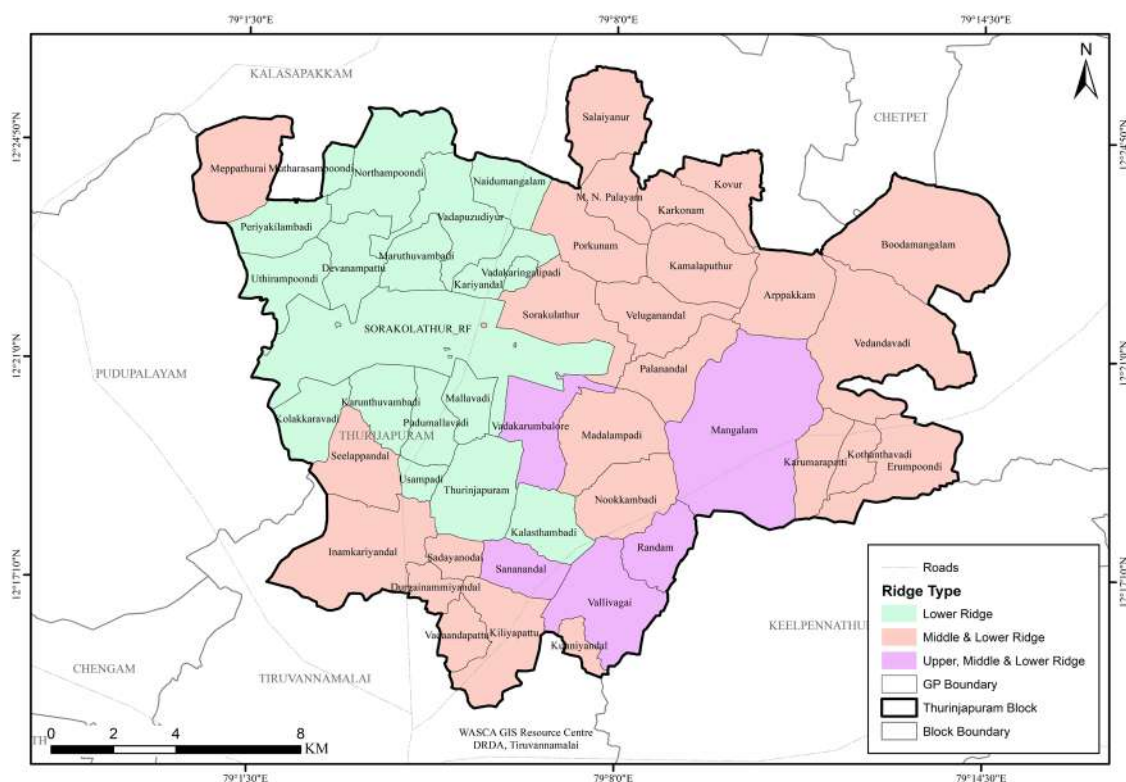 79°1'30"E
79°8'0"E
79°14'30"E
N
KALASAPAKKAM
CHETPET
12°24'50"N
12°24'50"N
Salaiyanur
Meppathurai
Mutharasampoondi
Northampoondi
Naidumangalam
M. N. Palayam
Kovur
Karkonam
Periyakilambadi
Vadapuzudiyur
Porkunam
Boodamangalam
Maruthuvambadi
Devanampattu
Uthirampoondi
Vadakaringalipadi
Kariyandal
Kamalaputhur
Arppakkam
SORAKOLATHUR_RF
Sorakulathur
Veluganandal
Vedandavadi
12°21'0"N
12°21'0"N
PUDUPALAYAM
Palanandal
Mallavadi
Karunthuvambadi
Kolakkaravadi
Padumallavadi
Vadakarumbalore
Madalampadi
Mangalam
THURIJAPURAM
Seelappandal
Karumarapatti
Kothanthavadi
Erumpoondi
Usampadi
Thurinjapuram
Nookkambadi
Kalasthambadi
Inamkariyandal
Sadayanodai
Randam
Sananandal
12°17'10"N
12°17'10"N
Durgainammiyandal
Vallivagai
Vadaandapattu
Kiliyapattu
Kunniyandal
KEELPENNATHU
CHENGAM
TIRUVANNAMALAI
TH
0 2 4 8
KM
WASCA GIS Resource Centre
DRDA, Tiruvannamalai
Roads
Ridge Type
Lower Ridge
Middle & Lower Ridge
Upper, Middle & Lower Ridge
GP Boundary
Thurinjapuram Block
Block Boundary
79°1'30"E
79°8'0"E
79°14'30"E